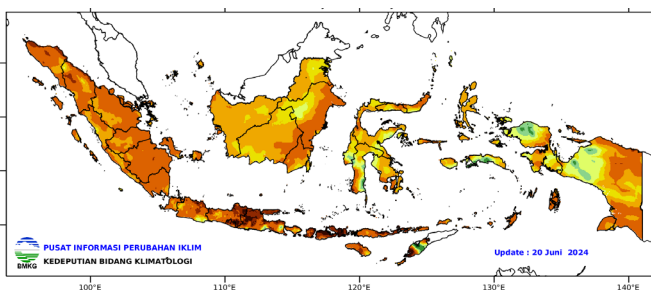 PUSAT INFORMASI PERUBAHAN IKLIM
KEDEPUTIAN BIDANG KLIMATOLOGI
BMKG
Update : 20 Juni 2024
100°E
110°E
120°E
130°E
140°E